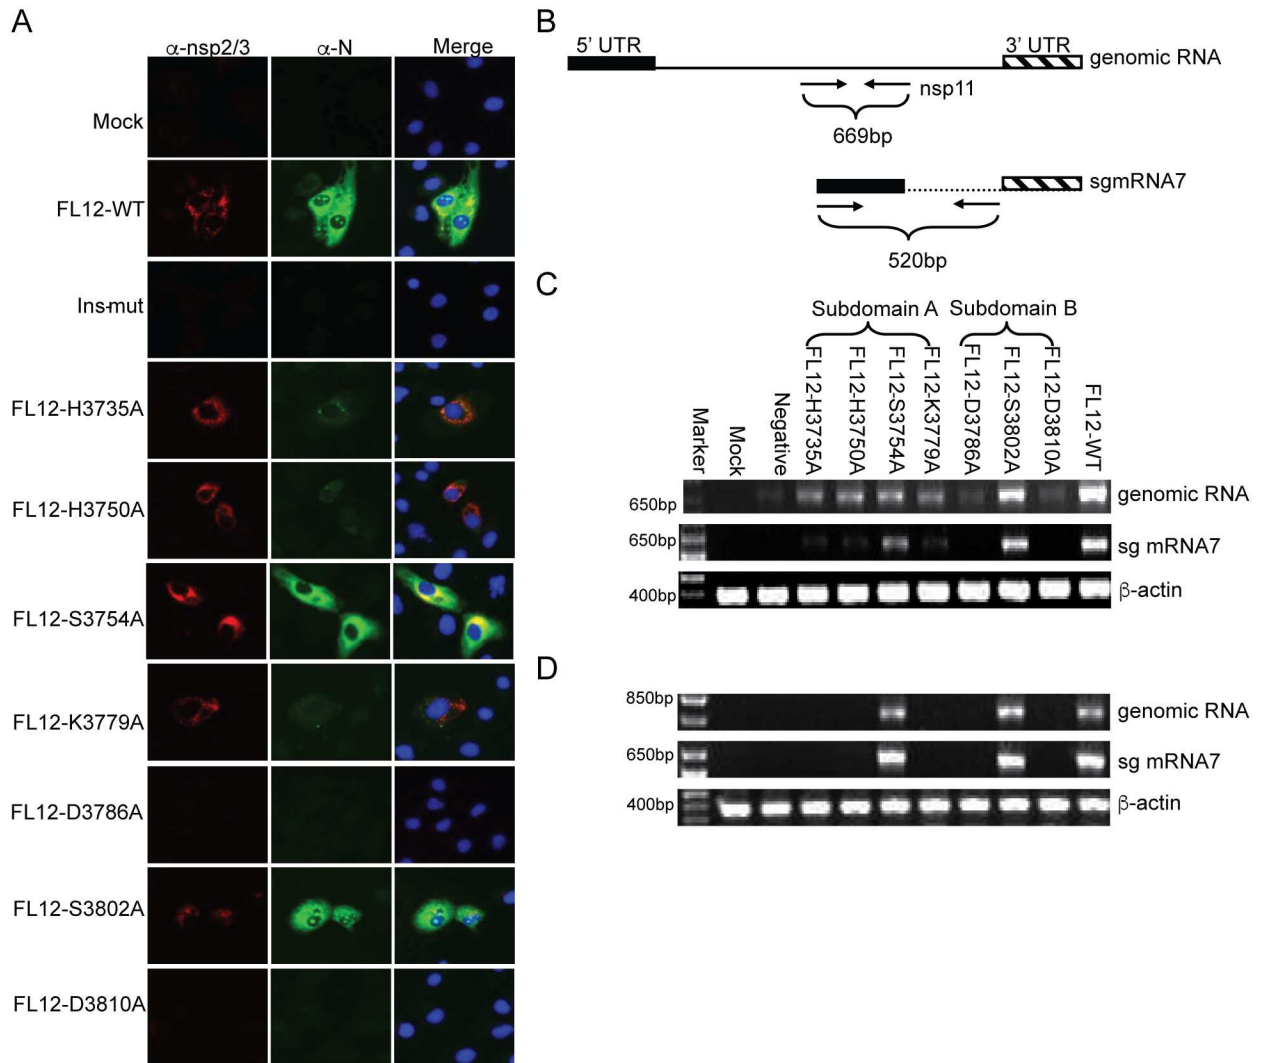 A
α-nsp2/3 α-N Merge
Mock
FL12-WT
Ins-mut
FL12-H3735A
FL12-H3750A
FL12-S3754A
FL12-K3779A
FL12-D3786A
FL12-S3802A
FL12-D3810A
B
5' UTR
3' UTR
genomic RNA
nsp11
669bp
sgmRNA7
520bp
C
Subdomain A Subdomain B
Marker
Mock
Negative
FL12-H3735A
FL12-H3750A
FL12-S3754A
FL12-K3779A
FL12-D3786A
FL12-S3802A
FL12-D3810A
FL12-WT
650bp genomic RNA
650bp sg mRNA7
400bp β-actin
D
850bp genomic RNA
650bp sg mRNA7
400bp β-actin